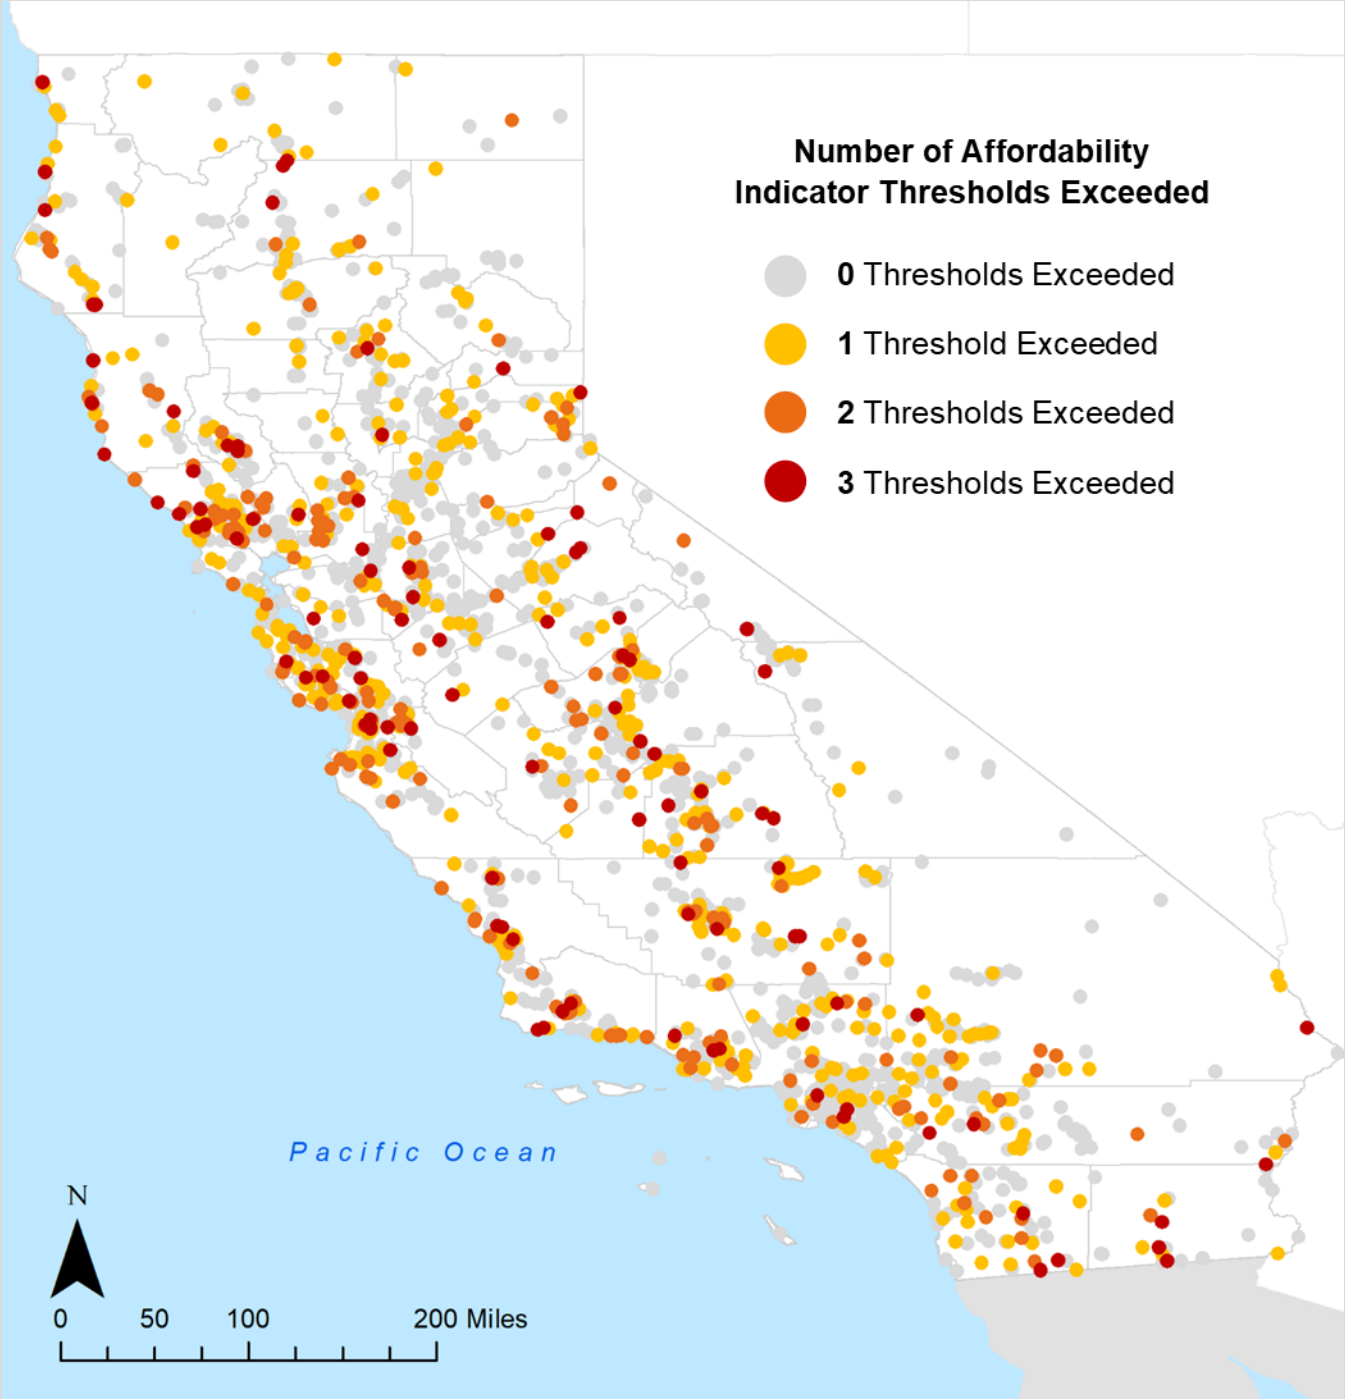 Number of Affordability
Indicator Thresholds Exceeded
0 Thresholds Exceeded
1 Threshold Exceeded
2 Thresholds Exceeded
3 Thresholds Exceeded
Pacific Ocean
N
0 50 100 200 Miles